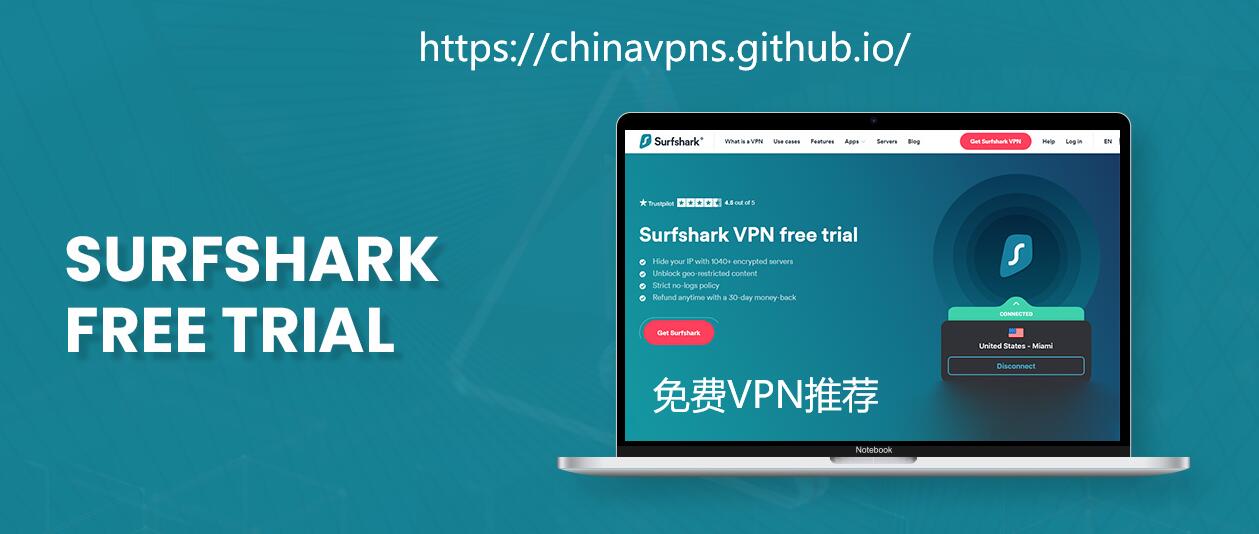 https://chinavpns.github.io/
SURFSHARK
FREE TRIAL
Surfshark What is a VPN Use cases Features Apps Servers Blog Get Surfshark VPN Help Log in EN
Trustpilot 4.5 out of 5
Surfshark VPN free trial
Hide your IP with 1040+ encrypted servers
Unblock geo-restricted content
Strict no-logs policy
Refund anytime with a 30-day money-back
Get Surfshark
CONNECTED
United States - Miami
Disconnect
免费VPN推荐
Notebook